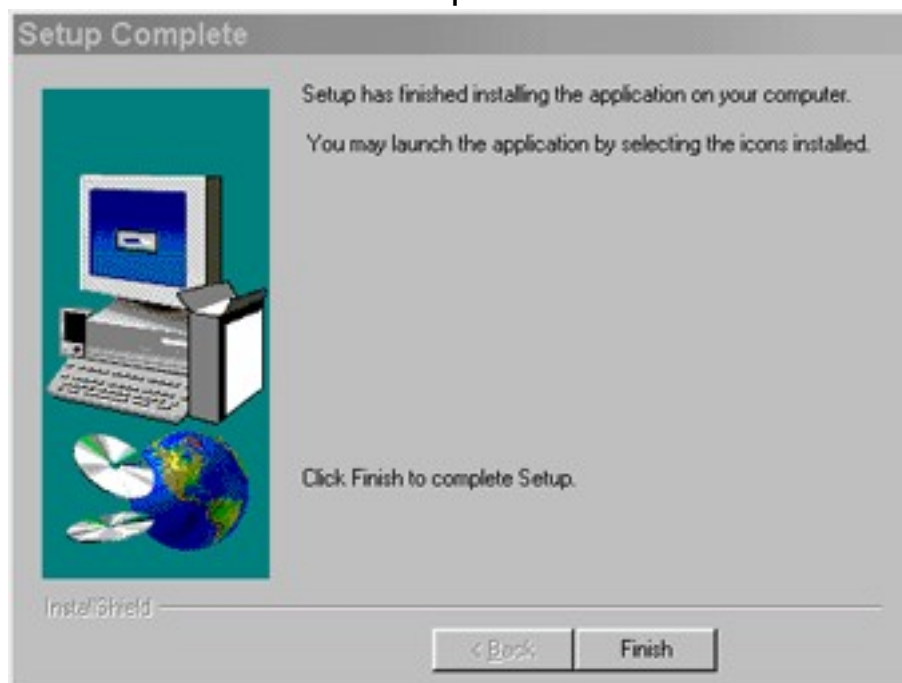 Setup Complete
Setup has finished installing the application on your computer.
You may launch the application by selecting the icons installed.
Click Finish to complete Setup.
InstallShield
< Back
Finish